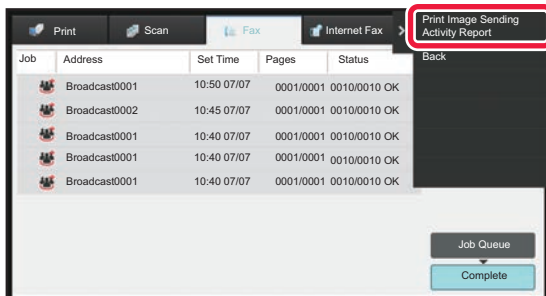 Print Scan Fax Internet Fax Print Image Sending
Activity Report
Job Address Set Time Pages Status Back
Broadcast0001 10:50 07/07 0001/0001 0010/0010 OK
Broadcast0002 10:45 07/07 0001/0001 0010/0010 OK
Broadcast0001 10:40 07/07 0001/0001 0010/0010 OK
Broadcast0001 10:40 07/07 0001/0001 0010/0010 OK
Broadcast0001 10:40 07/07 0001/0001 0010/0010 OK
Job Queue
Complete